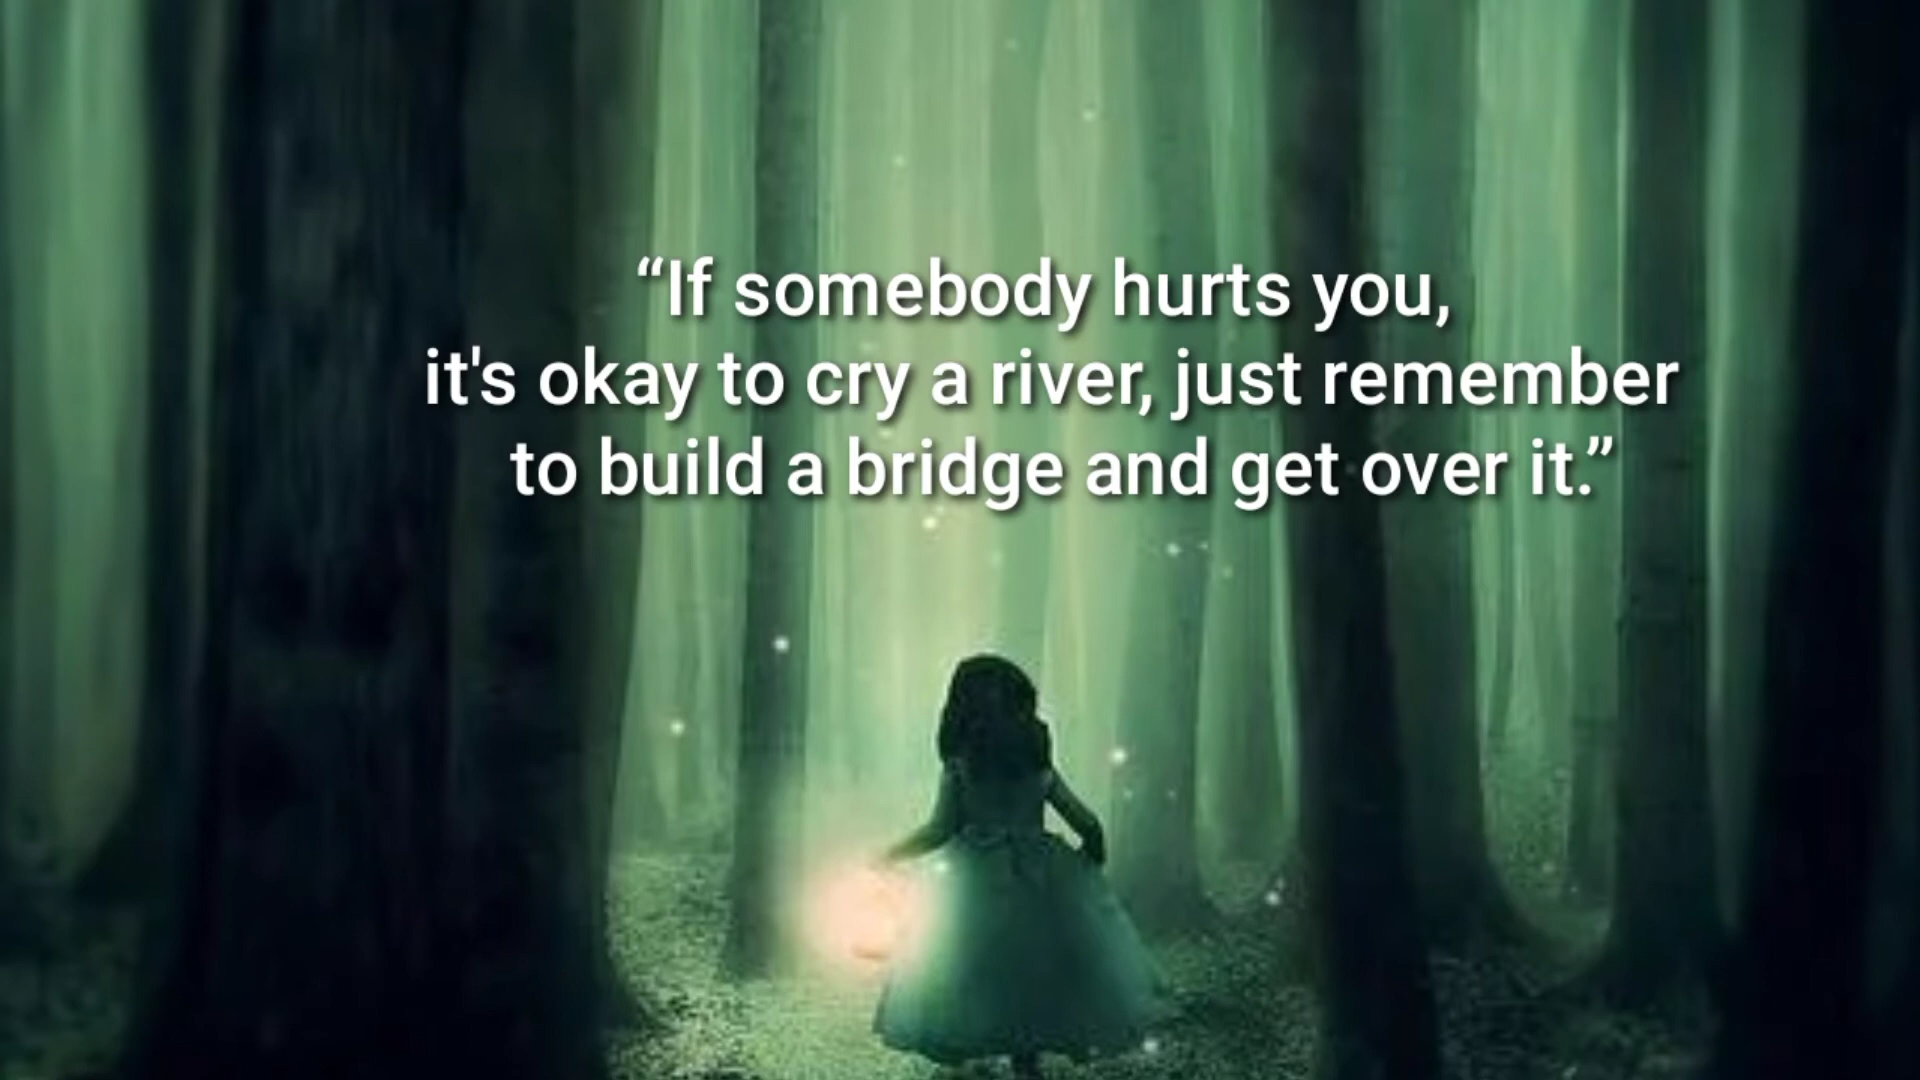 “If somebody hurts you,
it's okay to cry a river, just remember
to build a bridge and get over it.”